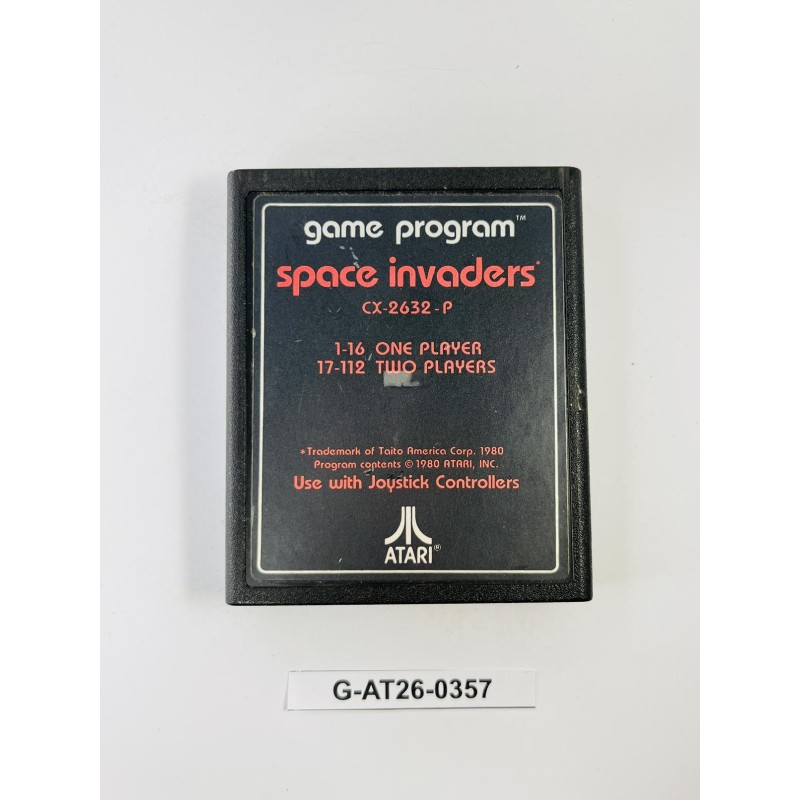 game program™
space invaders*
CX-2632-P
1-16 ONE PLAYER
17-112 TWO PLAYERS
*Trademark of Taito America Corp. 1980
Program contents © 1980 ATARI, INC.
Use with Joystick Controllers
ATARI®
G-AT26-0357